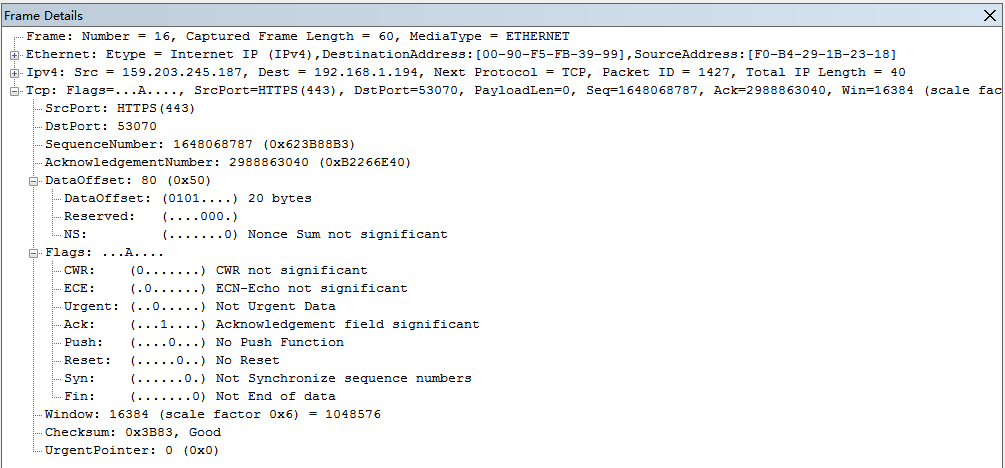 Frame Details
Frame: Number = 16, Captured Frame Length = 60, MediaType = ETHERNET
Ethernet: Etype = Internet IP (IPv4),DestinationAddress:[00-90-F5-FB-39-99],SourceAddress:[F0-B4-29-1B-23-18]
Ipv4: Src = 159.203.245.187, Dest = 192.168.1.194, Next Protocol = TCP, Packet ID = 1427, Total IP Length = 40
Tcp: Flags=...A...., SrcPort=HTTPS(443), DstPort=53070, PayloadLen=0, Seq=1648068787, Ack=2988863040, Win=16384 (scale fac
SrcPort: HTTPS(443)
DstPort: 53070
SequenceNumber: 1648068787 (0x623B88B3)
AcknowledgementNumber: 2988863040 (0xB2266E40)
DataOffset: 80 (0x50)
DataOffset: (0101....) 20 bytes
Reserved: (....000.)
NS: (.......0) Nonce Sum not significant
Flags: ...A....
CWR: (0.......) CWR not significant
ECE: (.0......) ECN-Echo not significant
Urgent: (..0.....) Not Urgent Data
Ack: (...1....) Acknowledgement field significant
Push: (....0...) No Push Function
Reset: (.....0..) No Reset
Syn: (......0.) Not Synchronize sequence numbers
Fin: (.......0) Not End of data
Window: 16384 (scale factor 0x6) = 1048576
Checksum: 0x3B83, Good
UrgentPointer: 0 (0x0)